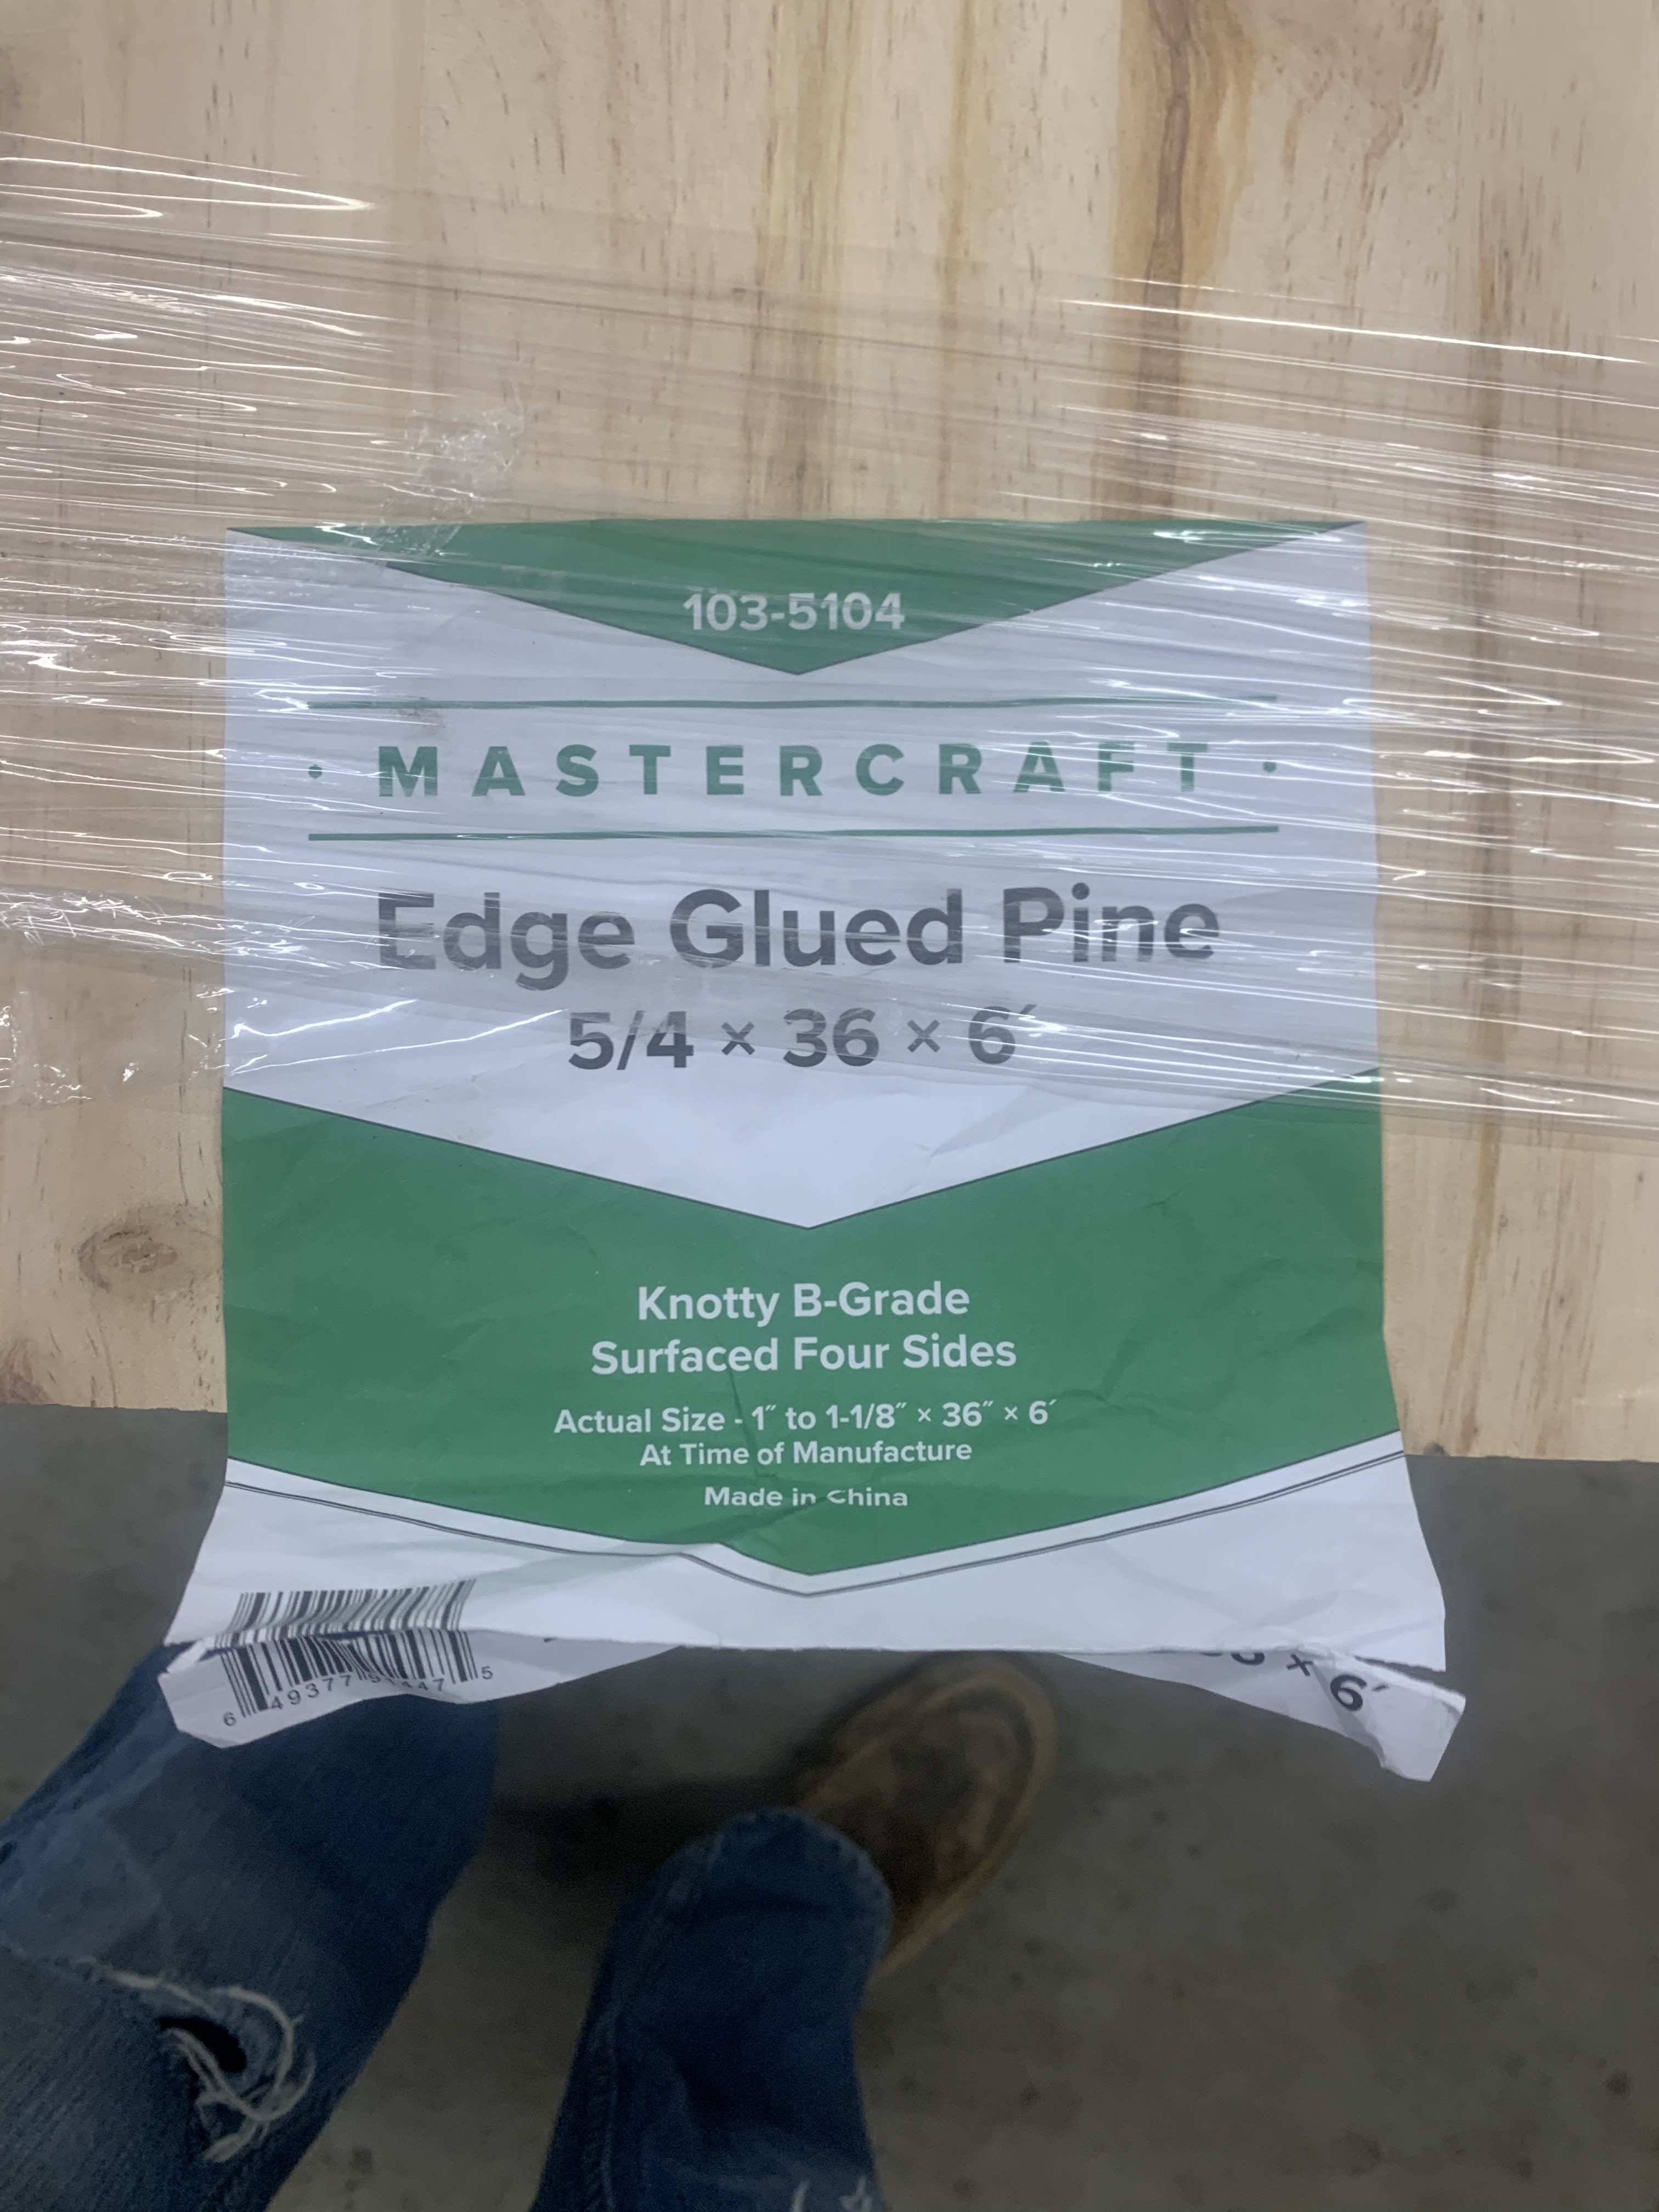 103-5104
• MASTERCRAFT •
Edge Glued Pine
5/4 × 36 × 6′
Knotty B-Grade
Surfaced Four Sides
Actual Size - 1″ to 1-1/8″ × 36″ × 6′
At Time of Manufacture
Made in China
× 6′